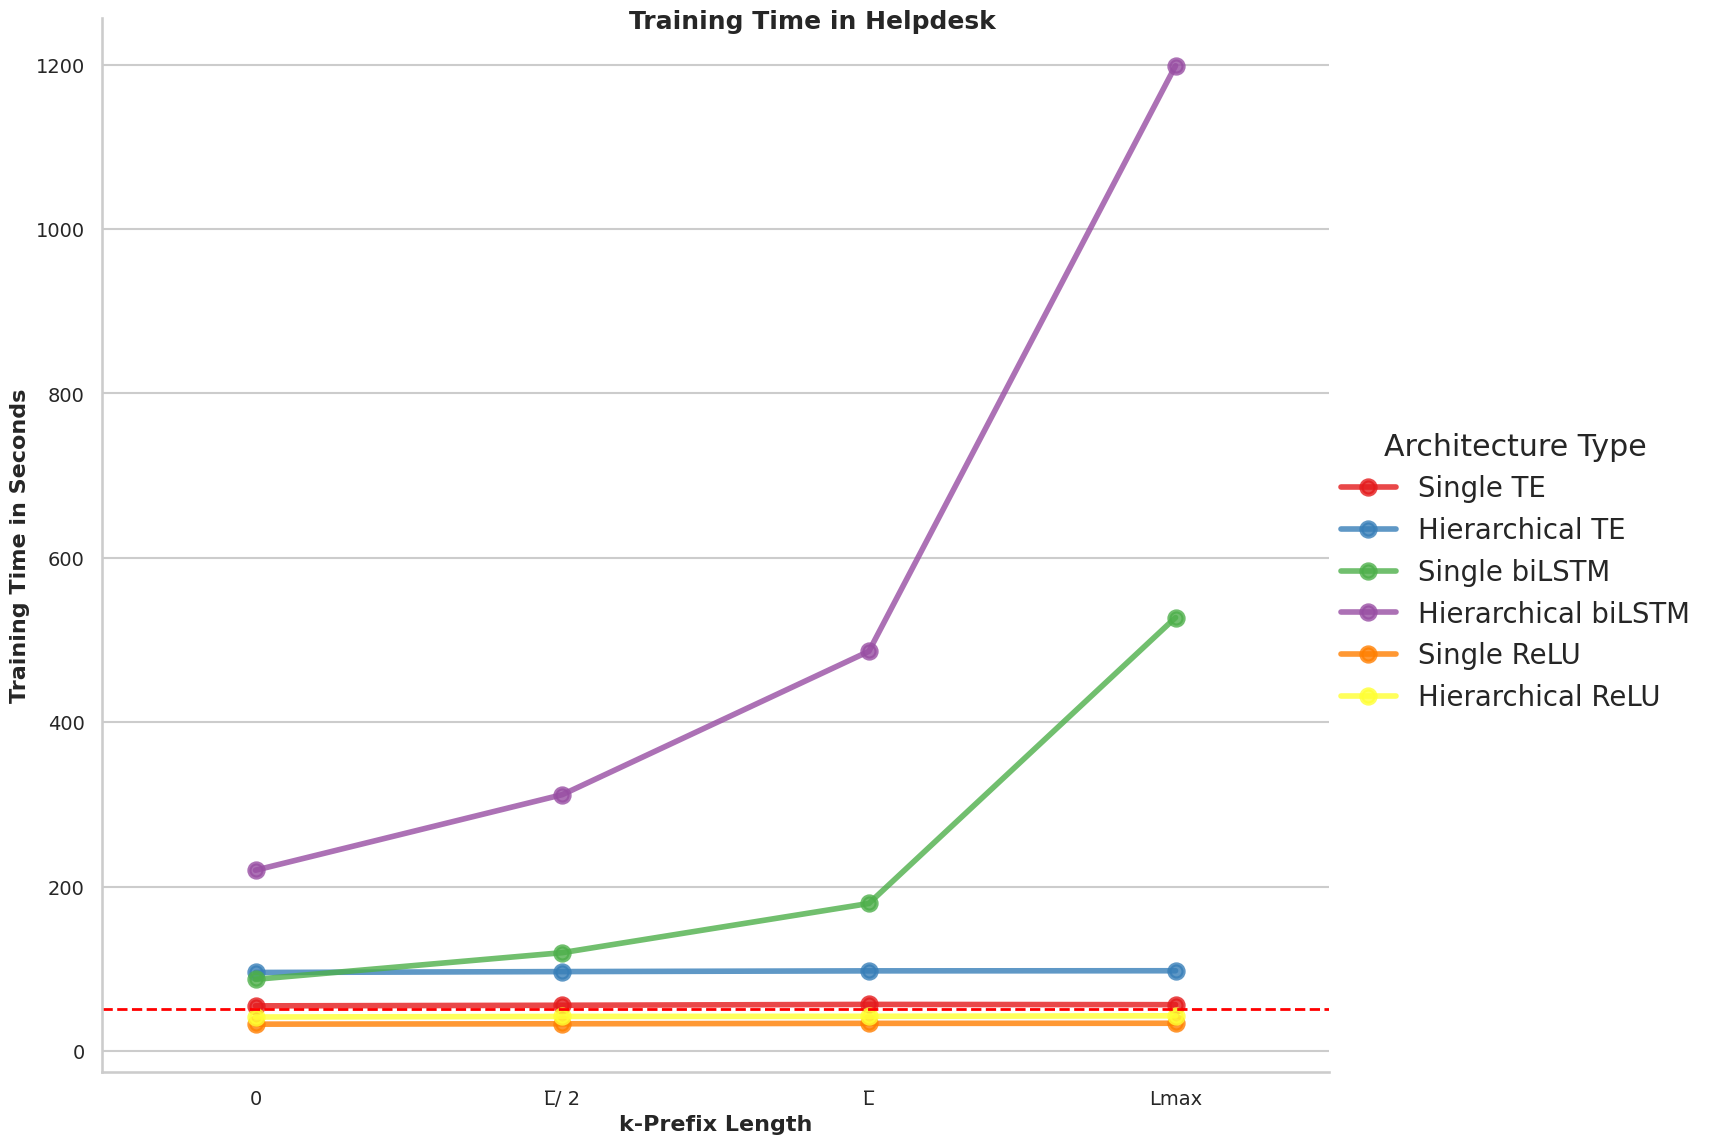 Training Time in Helpdesk
1200
1000
800
600
400
200
0
Training Time in Seconds
0
L̅/ 2
L̅
Lmax
k-Prefix Length
Architecture Type
Single TE
Hierarchical TE
Single biLSTM
Hierarchical biLSTM
Single ReLU
Hierarchical ReLU